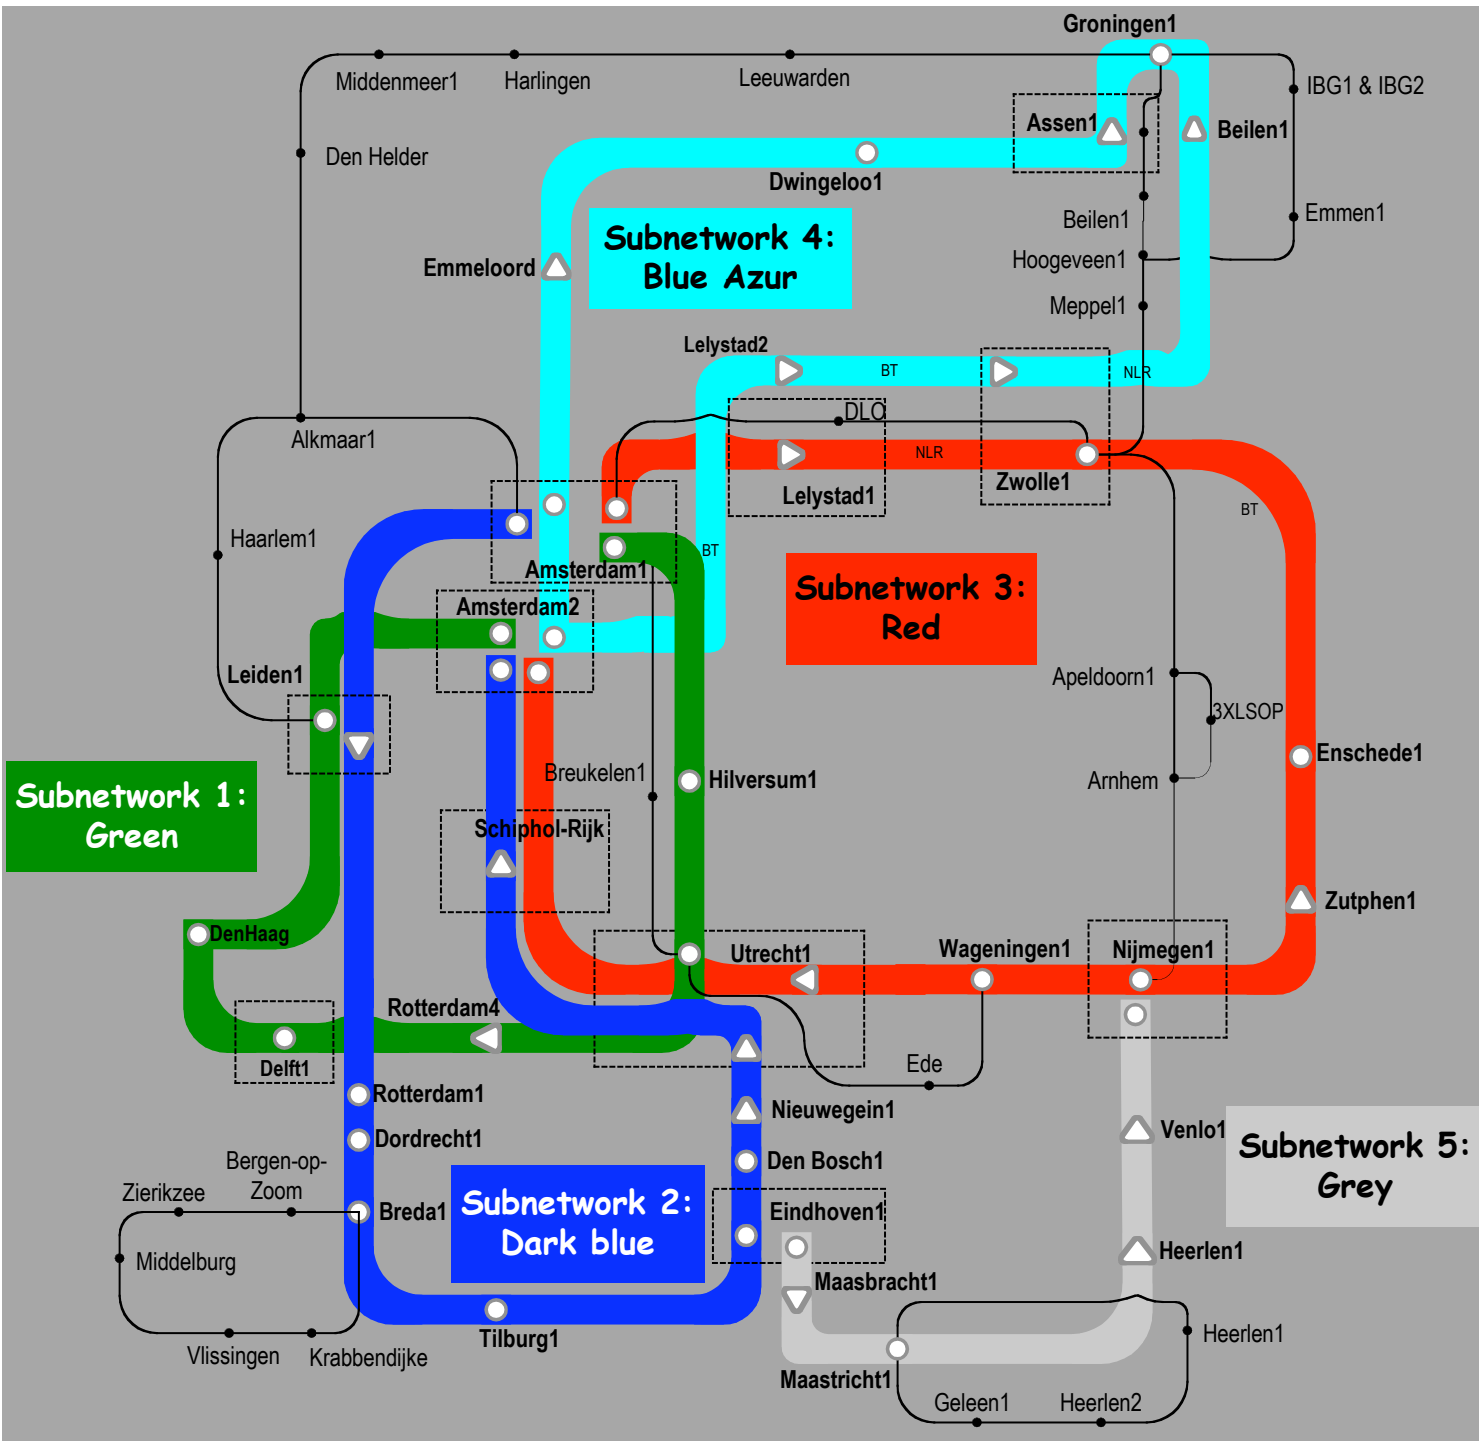 Groningen1
Middenmeer1
Harlingen
Leeuwarden
IBG1 & IBG2
Assen1
Beilen1
Den Helder
Dwingeloo1
Beilen1
Emmen1
Subnetwork 4:
Blue Azur
Emmeloord
Hoogeveen1
Meppel1
Lelystad2
BT
NLR
DLO
Alkmaar1
NLR
Lelystad1
Zwolle1
BT
Haarlem1
BT
Amsterdam1
Subnetwork 3:
Red
Amsterdam2
Leiden1
Apeldoorn1
3XLSOP
Enschede1
Breukelen1
Hilversum1
Arnhem
Subnetwork 1:
Green
Schiphol-Rijk
Zutphen1
DenHaag
Utrecht1
Wageningen1
Nijmegen1
Rotterdam4
Delft1
Ede
Rotterdam1
Nieuwegein1
Dordrecht1
Venlo1
Subnetwork 5:
Grey
Bergen-op-
Zoom
Den Bosch1
Zierikzee
Breda1
Subnetwork 2:
Dark blue
Eindhoven1
Middelburg
Heerlen1
Maasbracht1
Tilburg1
Heerlen1
Vlissingen
Krabbendijke
Maastricht1
Geleen1
Heerlen2